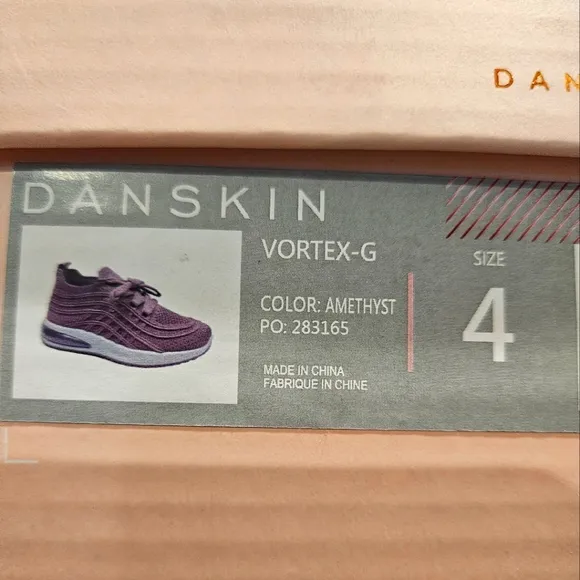 DAN
DANSKIN
VORTEX-G
SIZE
4
COLOR: AMETHYST
PO: 283165
MADE IN CHINA
FABRIQUE IN CHINE